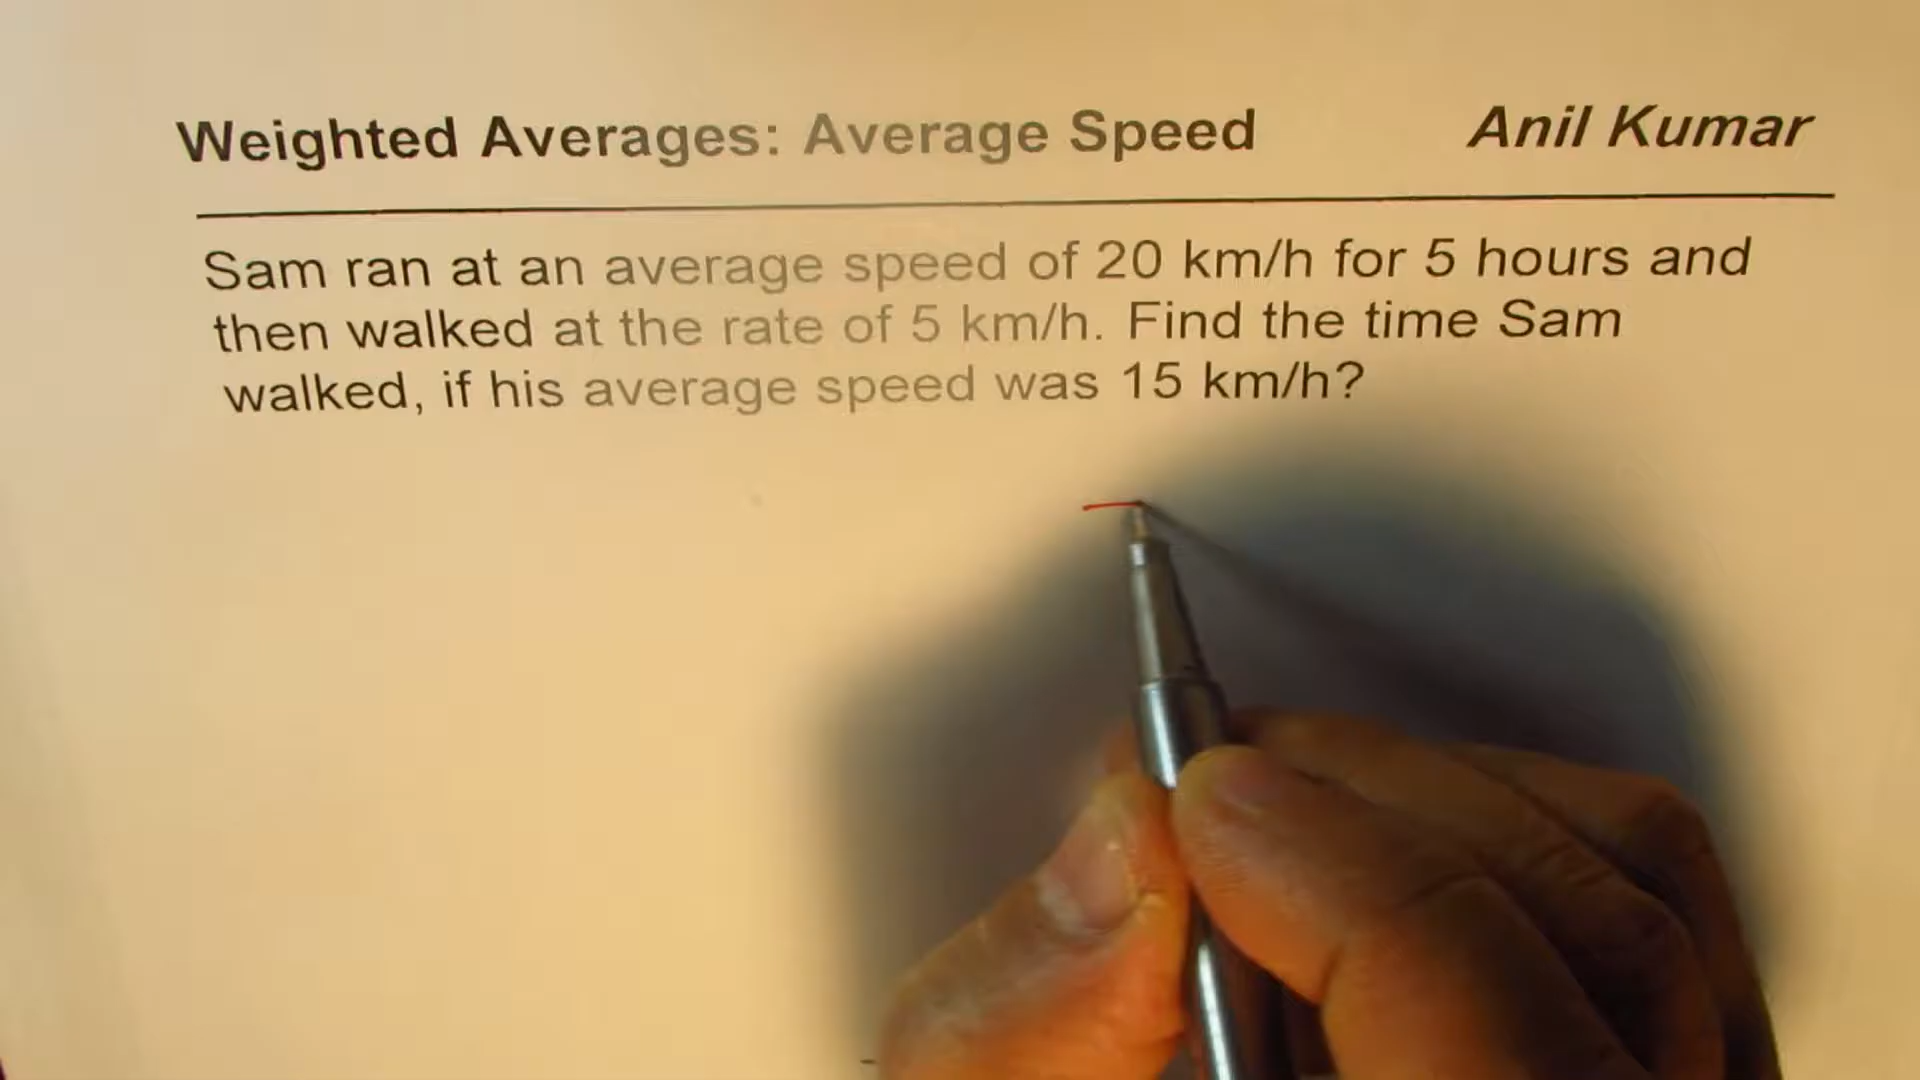 Weighted Averages: Average Speed Anil Kumar
Sam ran at an average speed of 20 km/h for 5 hours and
then walked at the rate of 5 km/h. Find the time Sam
walked, if his average speed was 15 km/h?